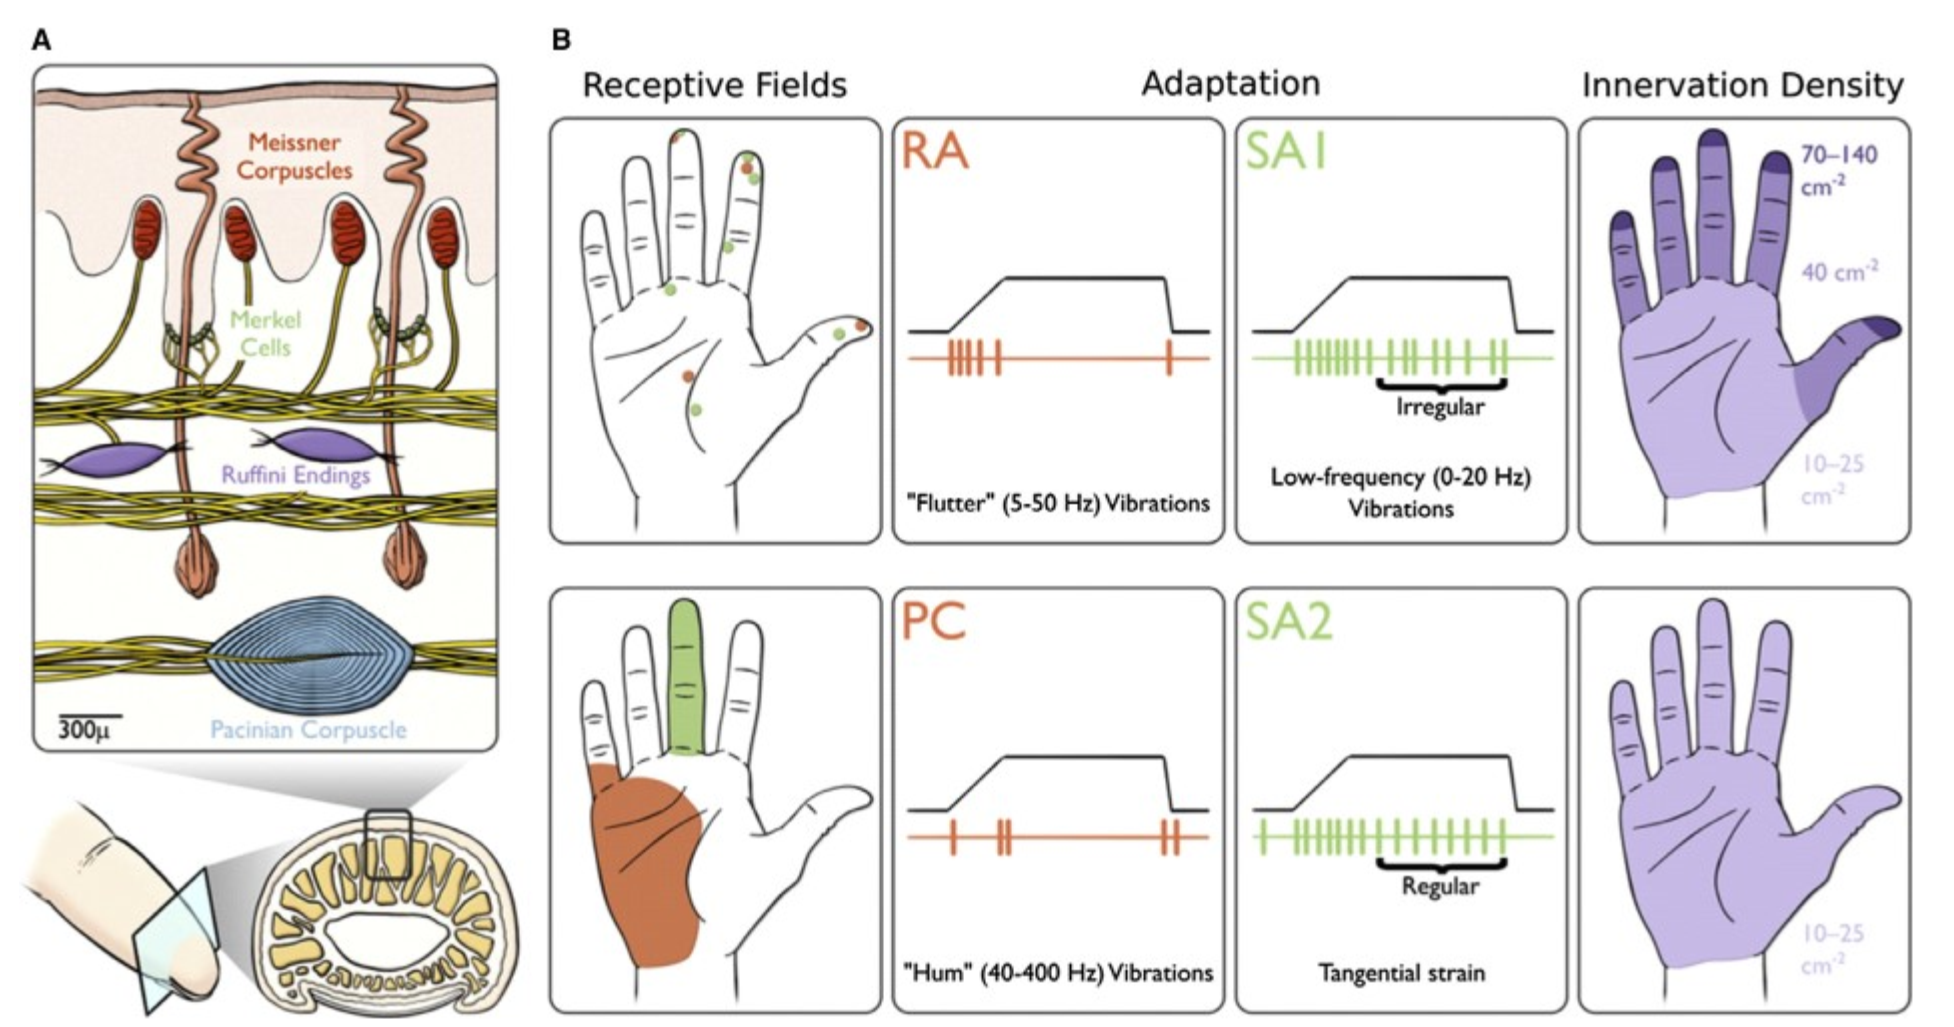 A
Meissner
Corpuscles
Merkel
Cells
Ruffini Endings
300μ
Pacinian Corpuscle
B
Receptive Fields
Adaptation
Innervation Density
RA
"Flutter" (5-50 Hz) Vibrations
SA1
Irregular
Low-frequency (0-20 Hz)
Vibrations
70–140
cm⁻²
40 cm⁻²
10–25
cm⁻²
PC
"Hum" (40-400 Hz) Vibrations
SA2
Regular
Tangential strain
10–25
cm⁻²